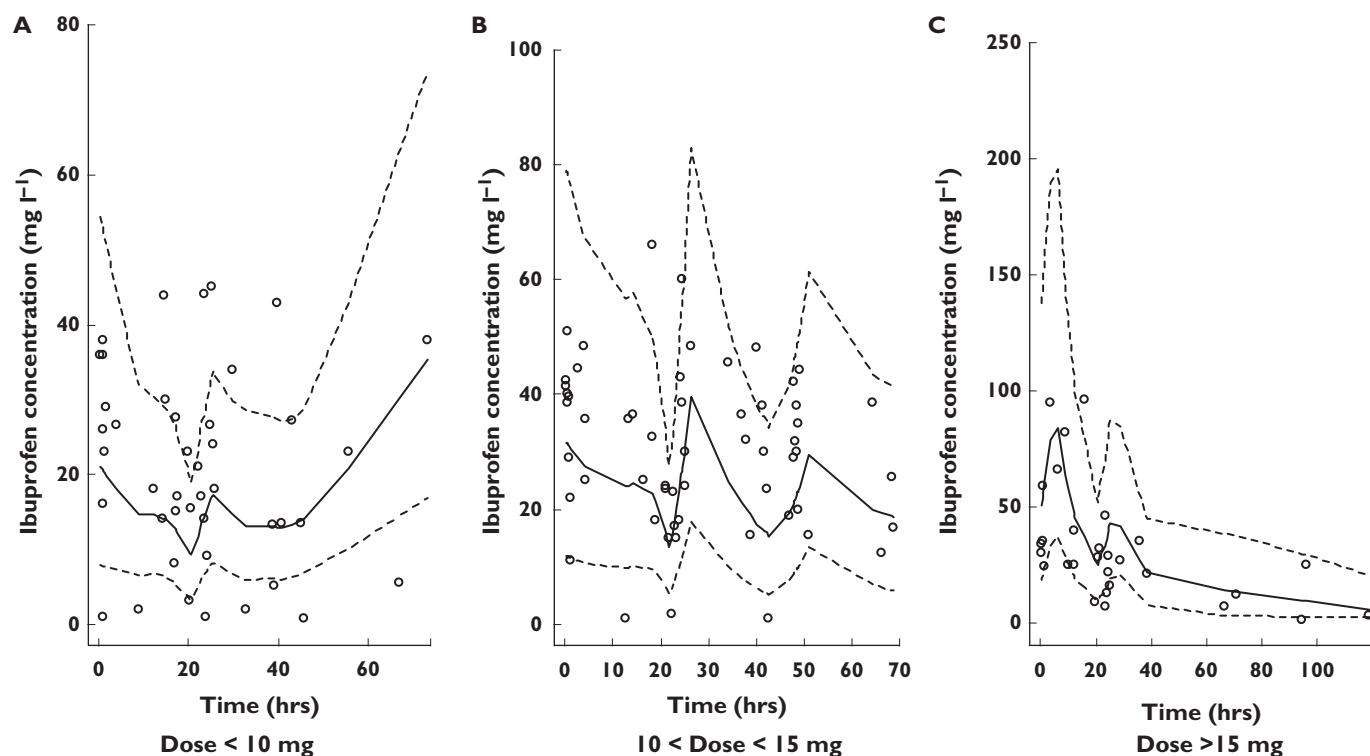 A
80
60
40
20
0
Ibuprofen concentration (mg l⁻¹)
0 20 40 60
Time (hrs)
Dose < 10 mg
B
100
80
60
40
20
0
Ibuprofen concentration (mg l⁻¹)
0 10 20 30 40 50 60 70
Time (hrs)
10 < Dose < 15 mg
C
250
200
150
100
50
0
Ibuprofen concentration (mg l⁻¹)
0 20 40 60 80 100
Time (hrs)
Dose >15 mg